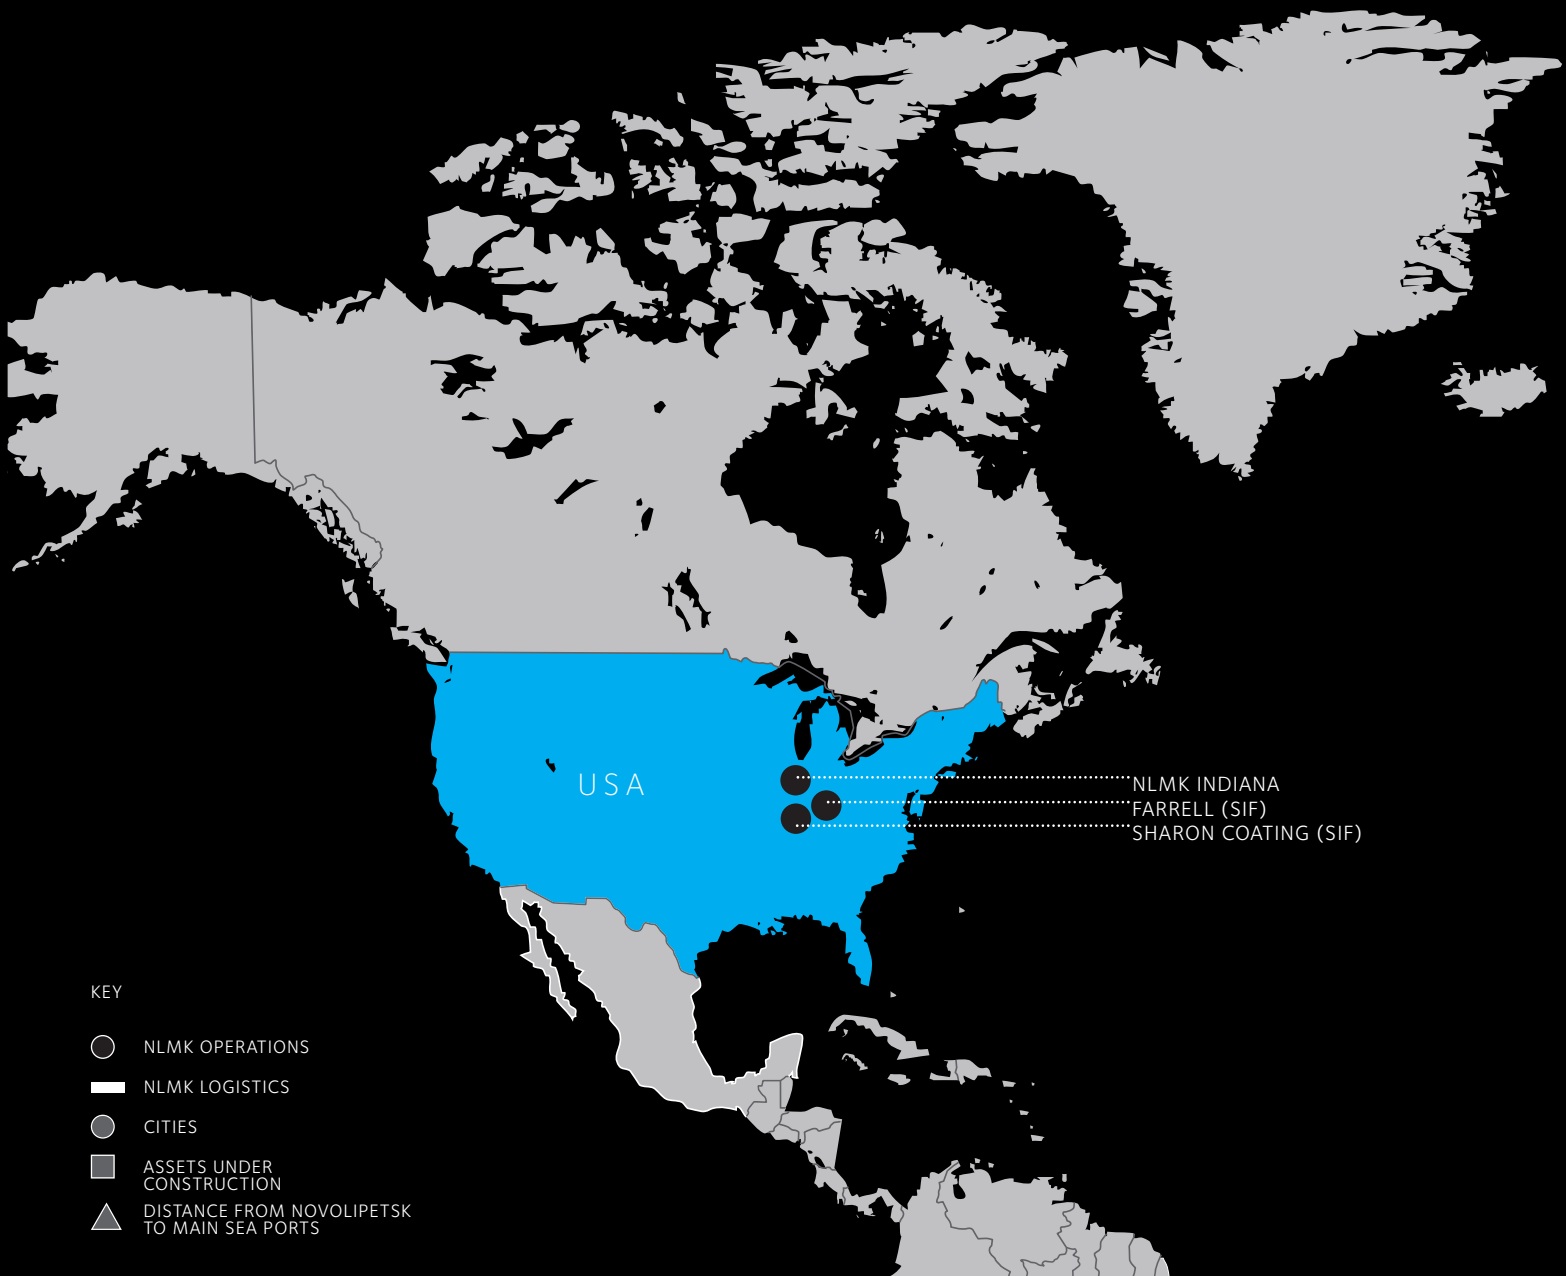 USA
NLMK INDIANA
FARRELL (SIF)
SHARON COATING (SIF)
KEY
NLMK OPERATIONS
NLMK LOGISTICS
CITIES
ASSETS UNDER
CONSTRUCTION
DISTANCE FROM NOVOLIPETSK
TO MAIN SEA PORTS